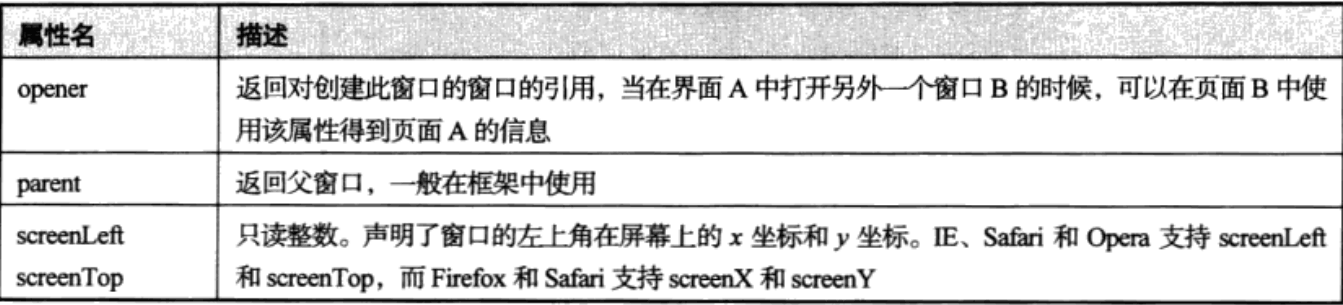 属性名 描述
opener 返回对创建此窗口的窗口的引用，当在界面 A 中打开另外一个窗口 B 的时候，可以在页面 B 中使
用该属性得到页面 A 的信息
parent 返回父窗口，一般在框架中使用
screenLeft 只读整数。声明了窗口的左上角在屏幕上的 x 坐标和 y 坐标。IE、Safari 和 Opera 支持 screenLeft
screenTop 和 screenTop，而 Firefox 和 Safari 支持 screenX 和 screenY